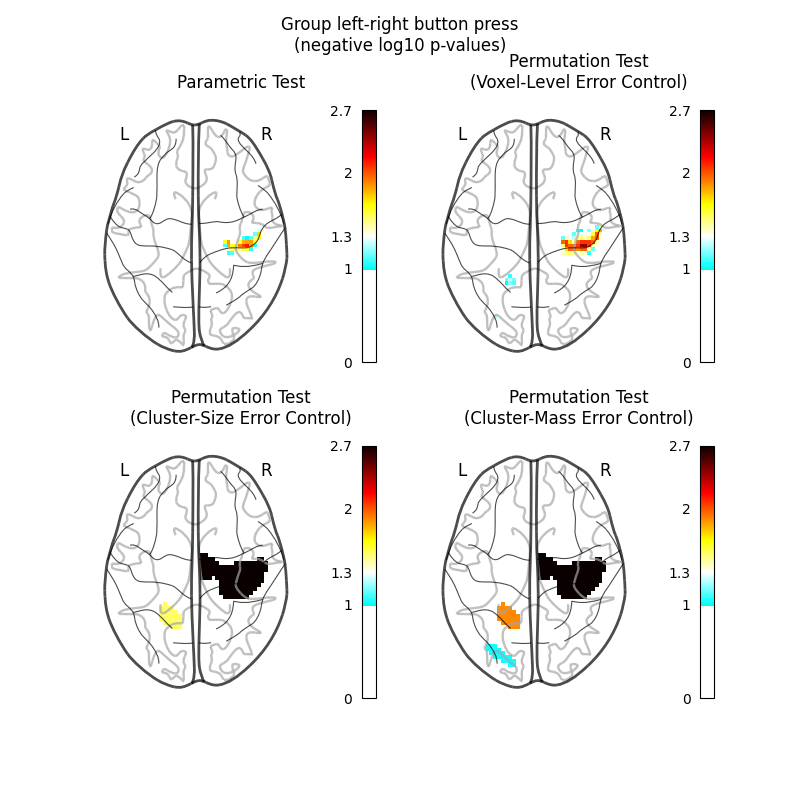 Group left-right button press
(negative log10 p-values)
Parametric Test
L
R
2.7
2
1.3
1
0
Permutation Test
(Voxel-Level Error Control)
L
R
2.7
2
1.3
1
0
Permutation Test
(Cluster-Size Error Control)
L
R
2.7
2
1.3
1
0
Permutation Test
(Cluster-Mass Error Control)
L
R
2.7
2
1.3
1
0